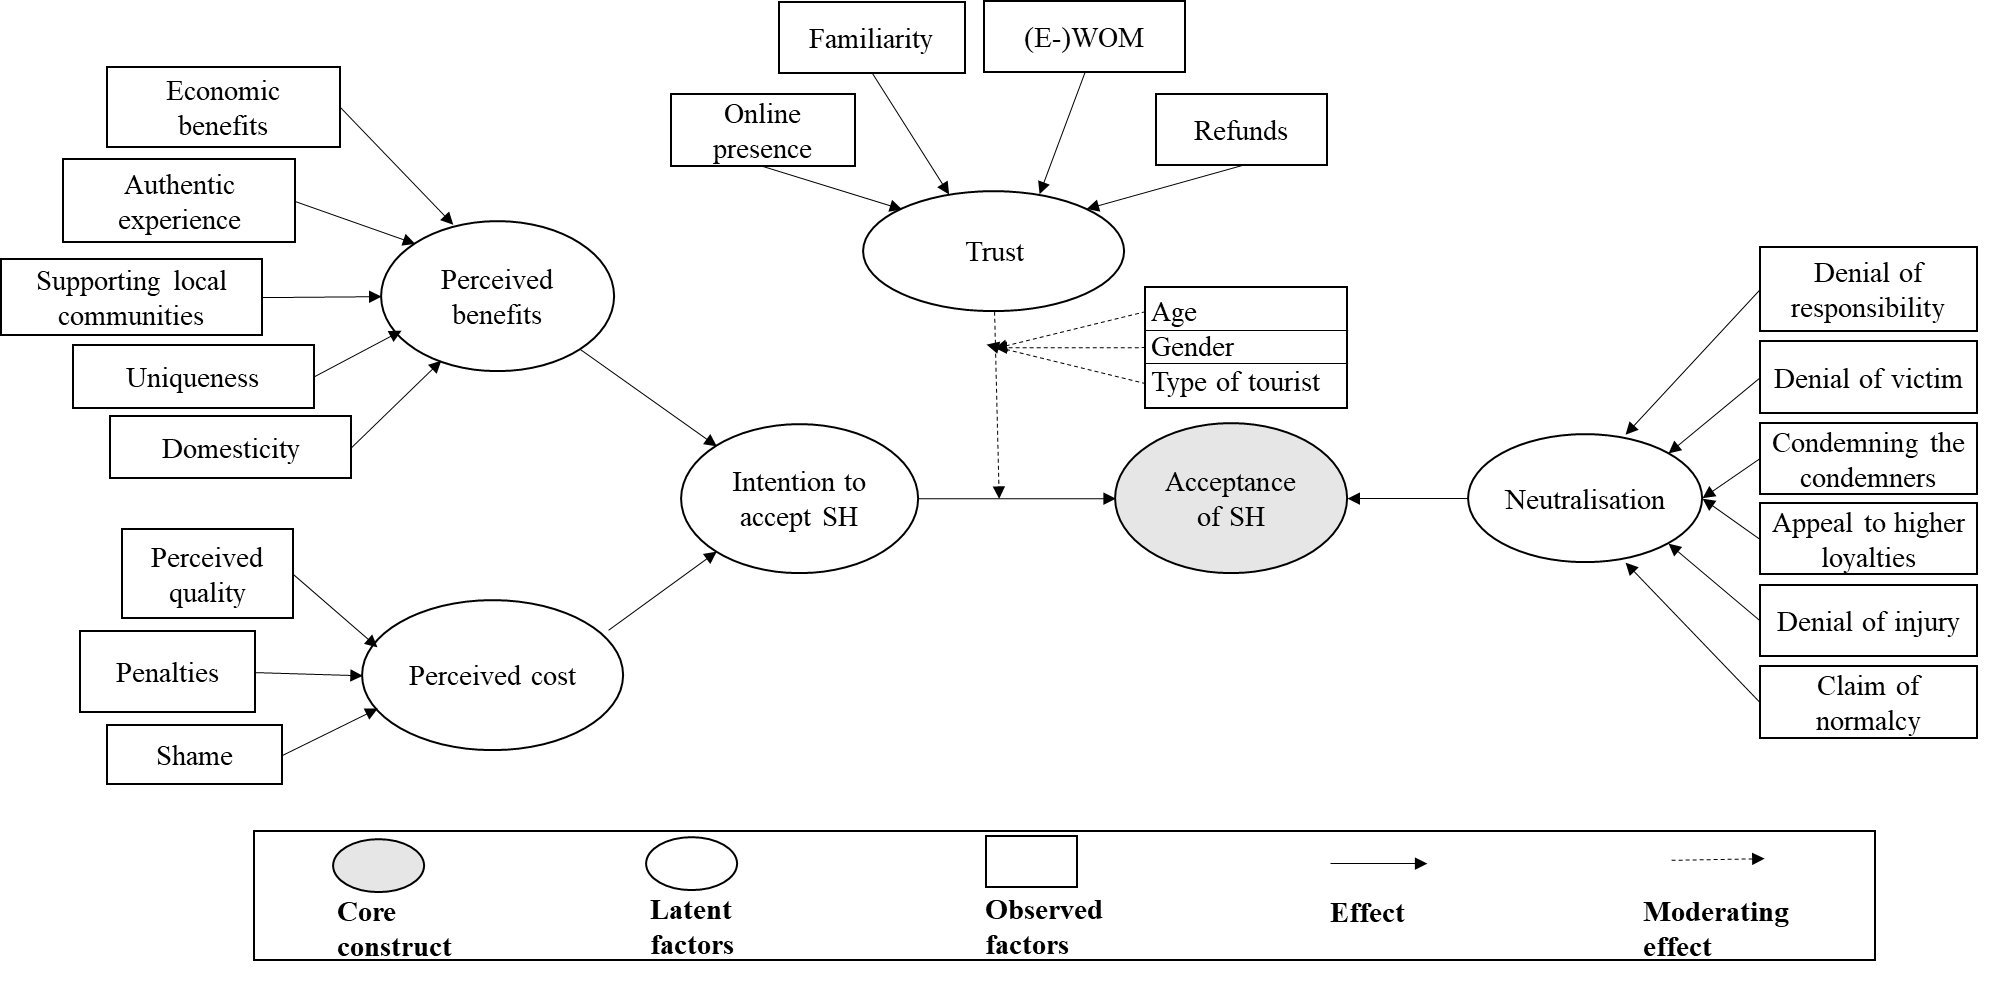 Familiarity
(E-)WOM
Economic
benefits
Online
presence
Refunds
Authentic
experience
Trust
Supporting local
communities
Perceived
benefits
Uniqueness
Domesticity
Age
Gender
Type of tourist
Denial of
responsibility
Denial of victim
Condemning the
condemners
Appeal to higher
loyalties
Denial of injury
Claim of
normalcy
Intention to
accept SH
Acceptance
of SH
Neutralisation
Perceived
quality
Penalties
Shame
Perceived cost
Core
construct
Latent
factors
Observed
factors
Effect
Moderating
effect